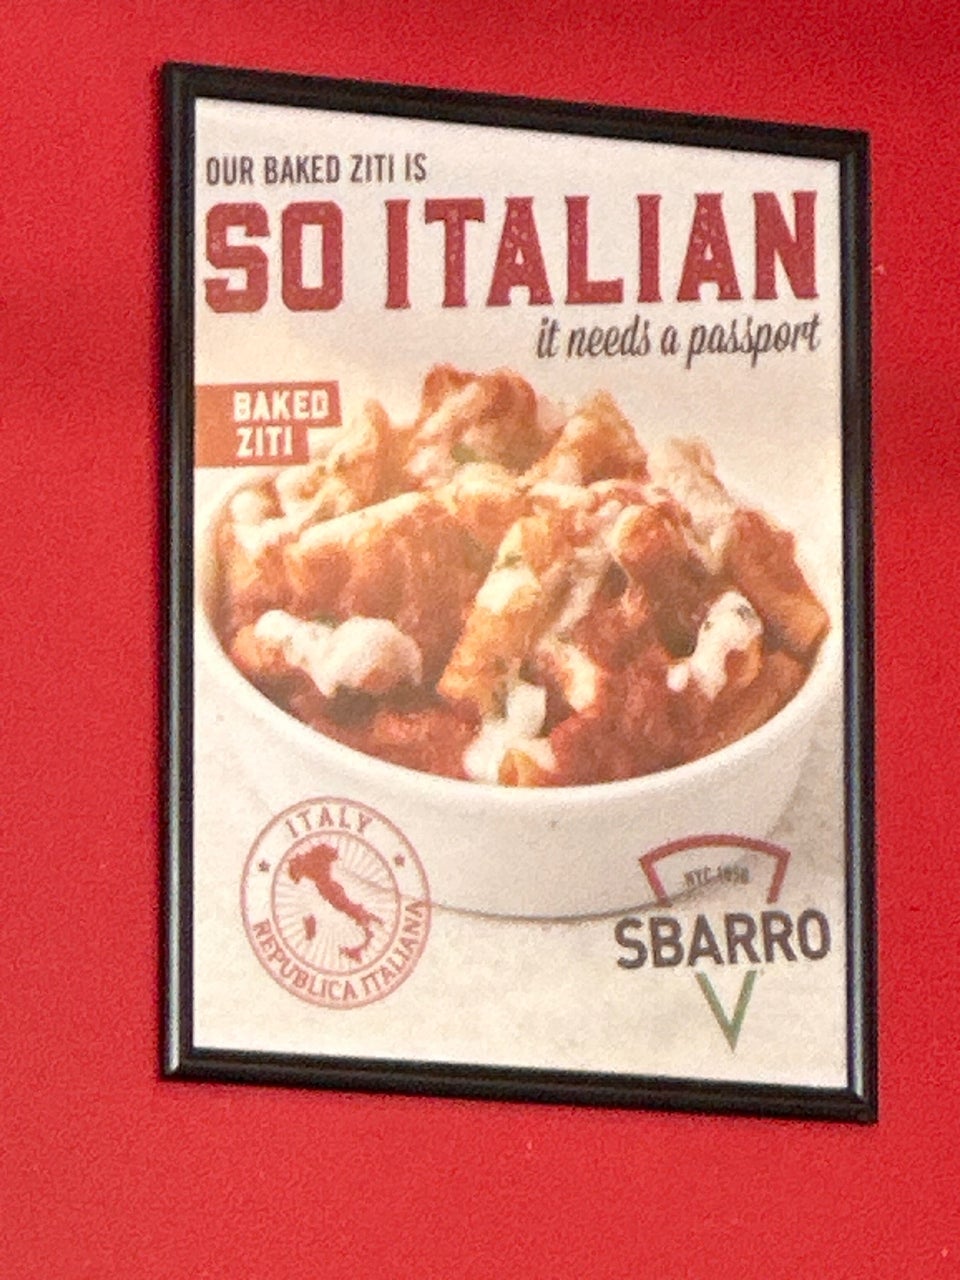 OUR BAKED ZITI IS
SO ITALIAN
it needs a passport
BAKED
ZITI
ITALY
REPUBLICA ITALIANA
NYC 1956
SBARRO